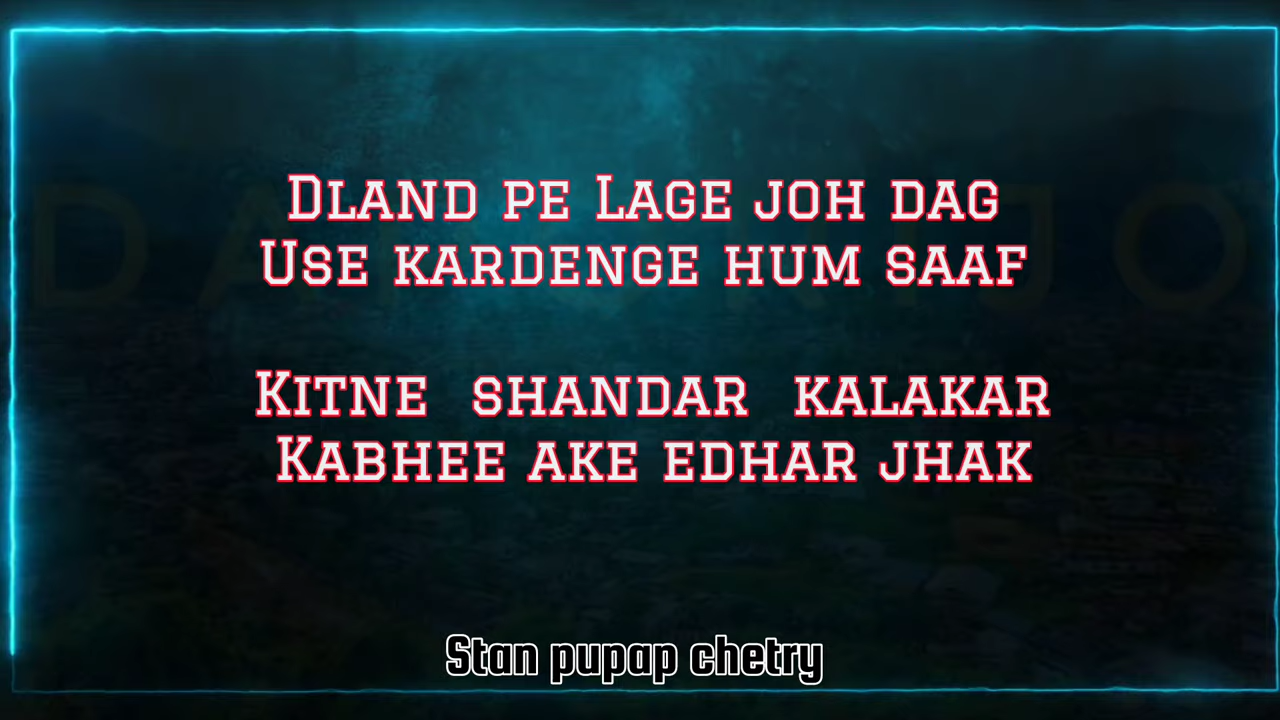 Dland pe Lage joh dag
Use kardenge hum saaf
Kitne shandar kalakar
Kabhee ake edhar jhak
Stan pupap chetry